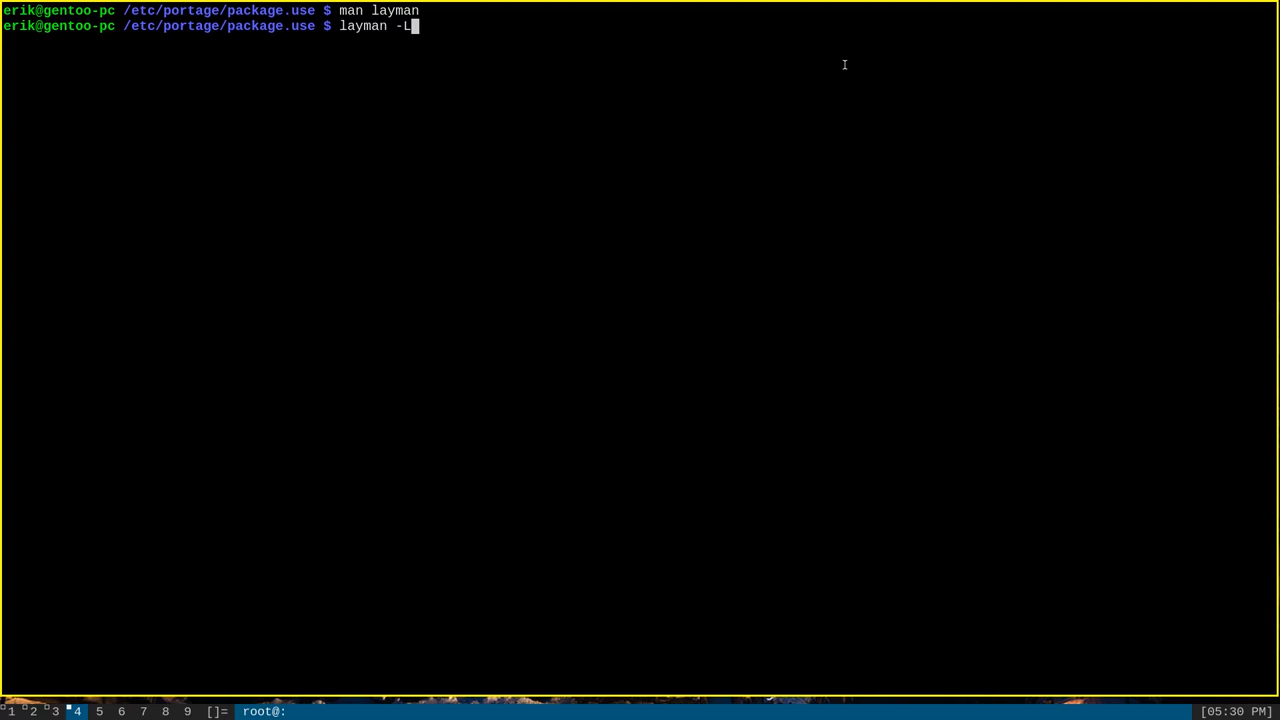 erik@gentoo-pc /etc/portage/package.use $ man layman
erik@gentoo-pc /etc/portage/package.use $ layman -L
1 2 3 4 5 6 7 8 9 []= root@: [05:30 PM]